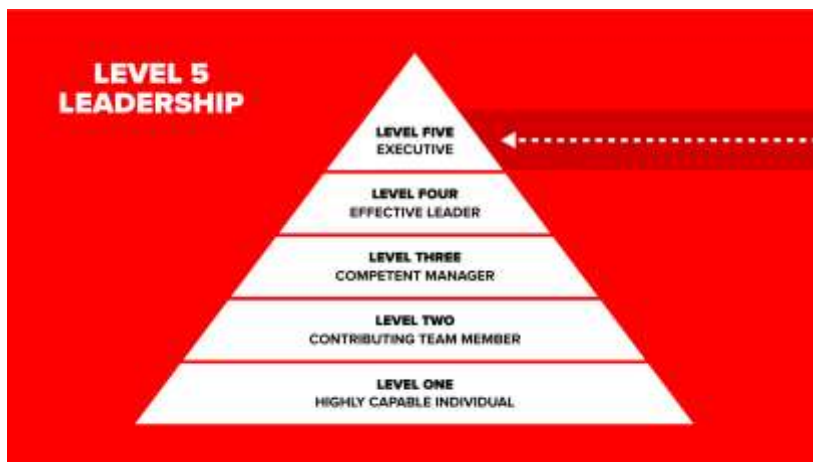 LEVEL 5
LEADERSHIP
LEVEL FIVE
EXECUTIVE
LEVEL FOUR
EFFECTIVE LEADER
LEVEL THREE
COMPETENT MANAGER
LEVEL TWO
CONTRIBUTING TEAM MEMBER
LEVEL ONE
HIGHLY CAPABLE INDIVIDUAL